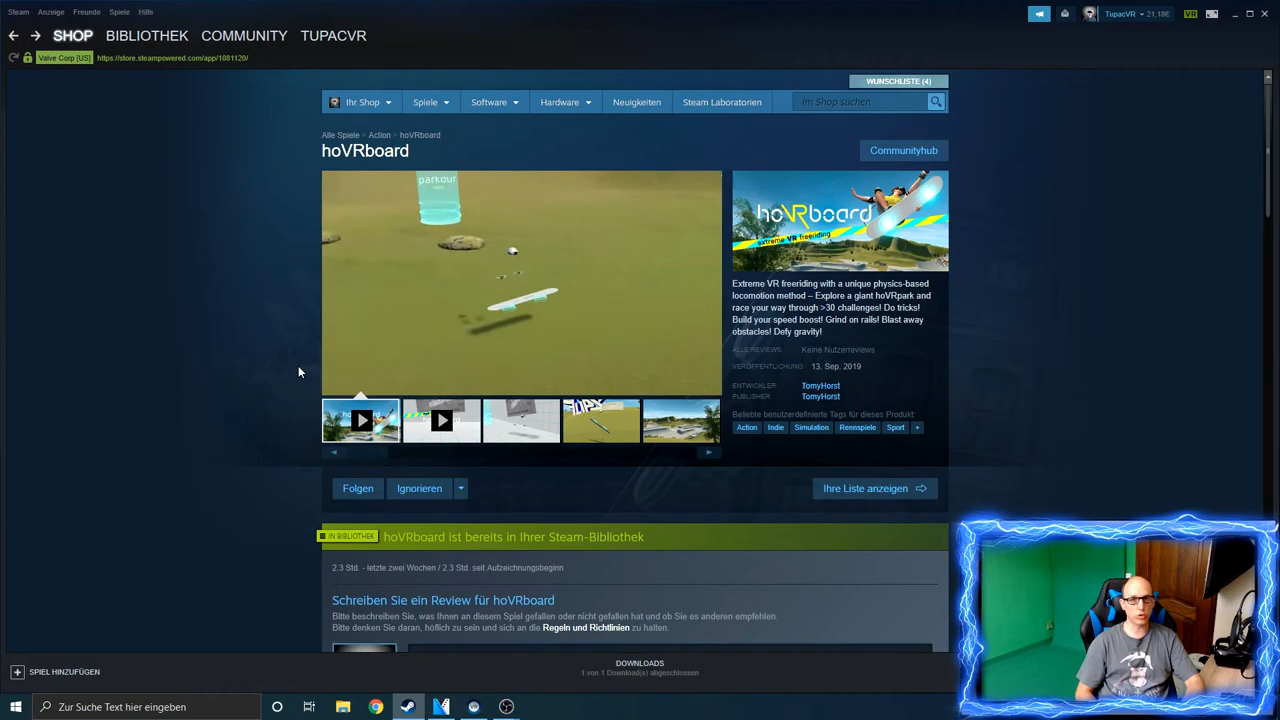 Steam Anzeige Freunde Spiele Hilfe
TupacVR 21,18€ VR
SHOP BIBLIOTHEK COMMUNITY TUPACVR
Valve Corp [US] https://store.steampowered.com/app/1081120/
WUNSCHLISTE (4)
Ihr Shop Spiele Software Hardware Neuigkeiten Steam Laboratorien Im Shop suchen
Alle Spiele > Action > hoVRboard
hoVRboard
Communityhub
parkour
hoVRboard
extreme VR freeriding
Extreme VR freeriding with a unique physics-based
locomotion method – Explore a giant hoVRpark and
race your way through >30 challenges! Do tricks!
Build your speed boost! Grind on rails! Blast away
obstacles! Defy gravity!
ALLE REVIEWS: Keine Nutzerreviews
VERÖFFENTLICHUNG: 13. Sep. 2019
ENTWICKLER: TomyHorst
PUBLISHER: TomyHorst
Beliebte benutzerdefinierte Tags für dieses Produkt:
Action Indie Simulation Rennspiele Sport +
Folgen Ignorieren Ihre Liste anzeigen
IN BIBLIOTHEK hoVRboard ist bereits in Ihrer Steam-Bibliothek
2.3 Std. - letzte zwei Wochen / 2.3 Std. seit Aufzeichnungsbeginn
Schreiben Sie ein Review für hoVRboard
Bitte beschreiben Sie, was Ihnen an diesem Spiel gefallen oder nicht gefallen hat und ob Sie es anderen empfehlen.
Bitte denken Sie daran, höflich zu sein und sich an die Regeln und Richtlinien zu halten.
+ SPIEL HINZUFÜGEN
DOWNLOADS
1 von 1 Download(s) abgeschlossen
Zur Suche Text hier eingeben